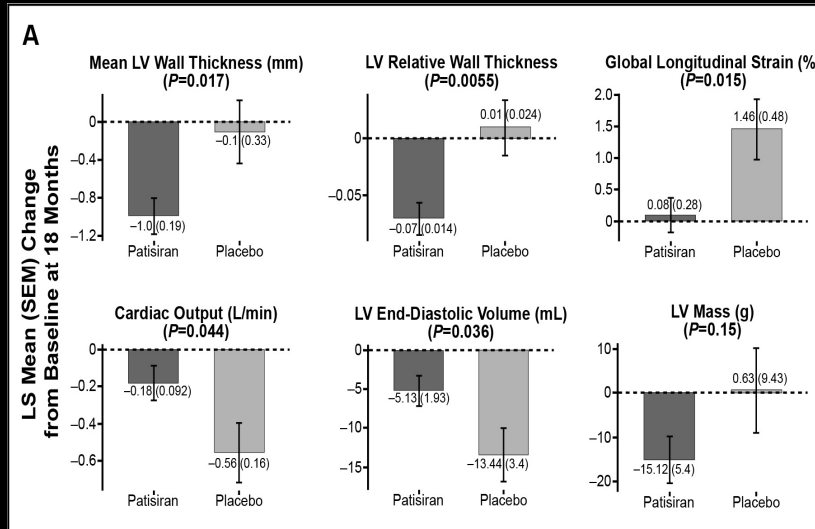 A
Mean LV Wall Thickness (mm)
(P=0.017)
0
–0.4
–0.8
–1.2
–0.1 (0.33)
–1.0 (0.19)
Patisiran
Placebo
LV Relative Wall Thickness
(P=0.0055)
0
–0.05
0.01 (0.024)
–0.07 (0.014)
Patisiran
Placebo
Global Longitudinal Strain (%
(P=0.015)
2.0
1.5
1.0
0.5
0
1.46 (0.48)
0.08 (0.28)
Patisiran
Placebo
LS Mean (SEM) Change
from Baseline at 18 Months
Cardiac Output (L/min)
(P=0.044)
0
–0.2
–0.4
–0.6
–0.18 (0.092)
–0.56 (0.16)
Patisiran
Placebo
LV End-Diastolic Volume (mL)
(P=0.036)
0
–5
–10
–15
–5.13 (1.93)
–13.44 (3.4)
Patisiran
Placebo
LV Mass (g)
(P=0.15)
10
0
–10
–20
0.63 (9.43)
–15.12 (5.4)
Patisiran
Placebo